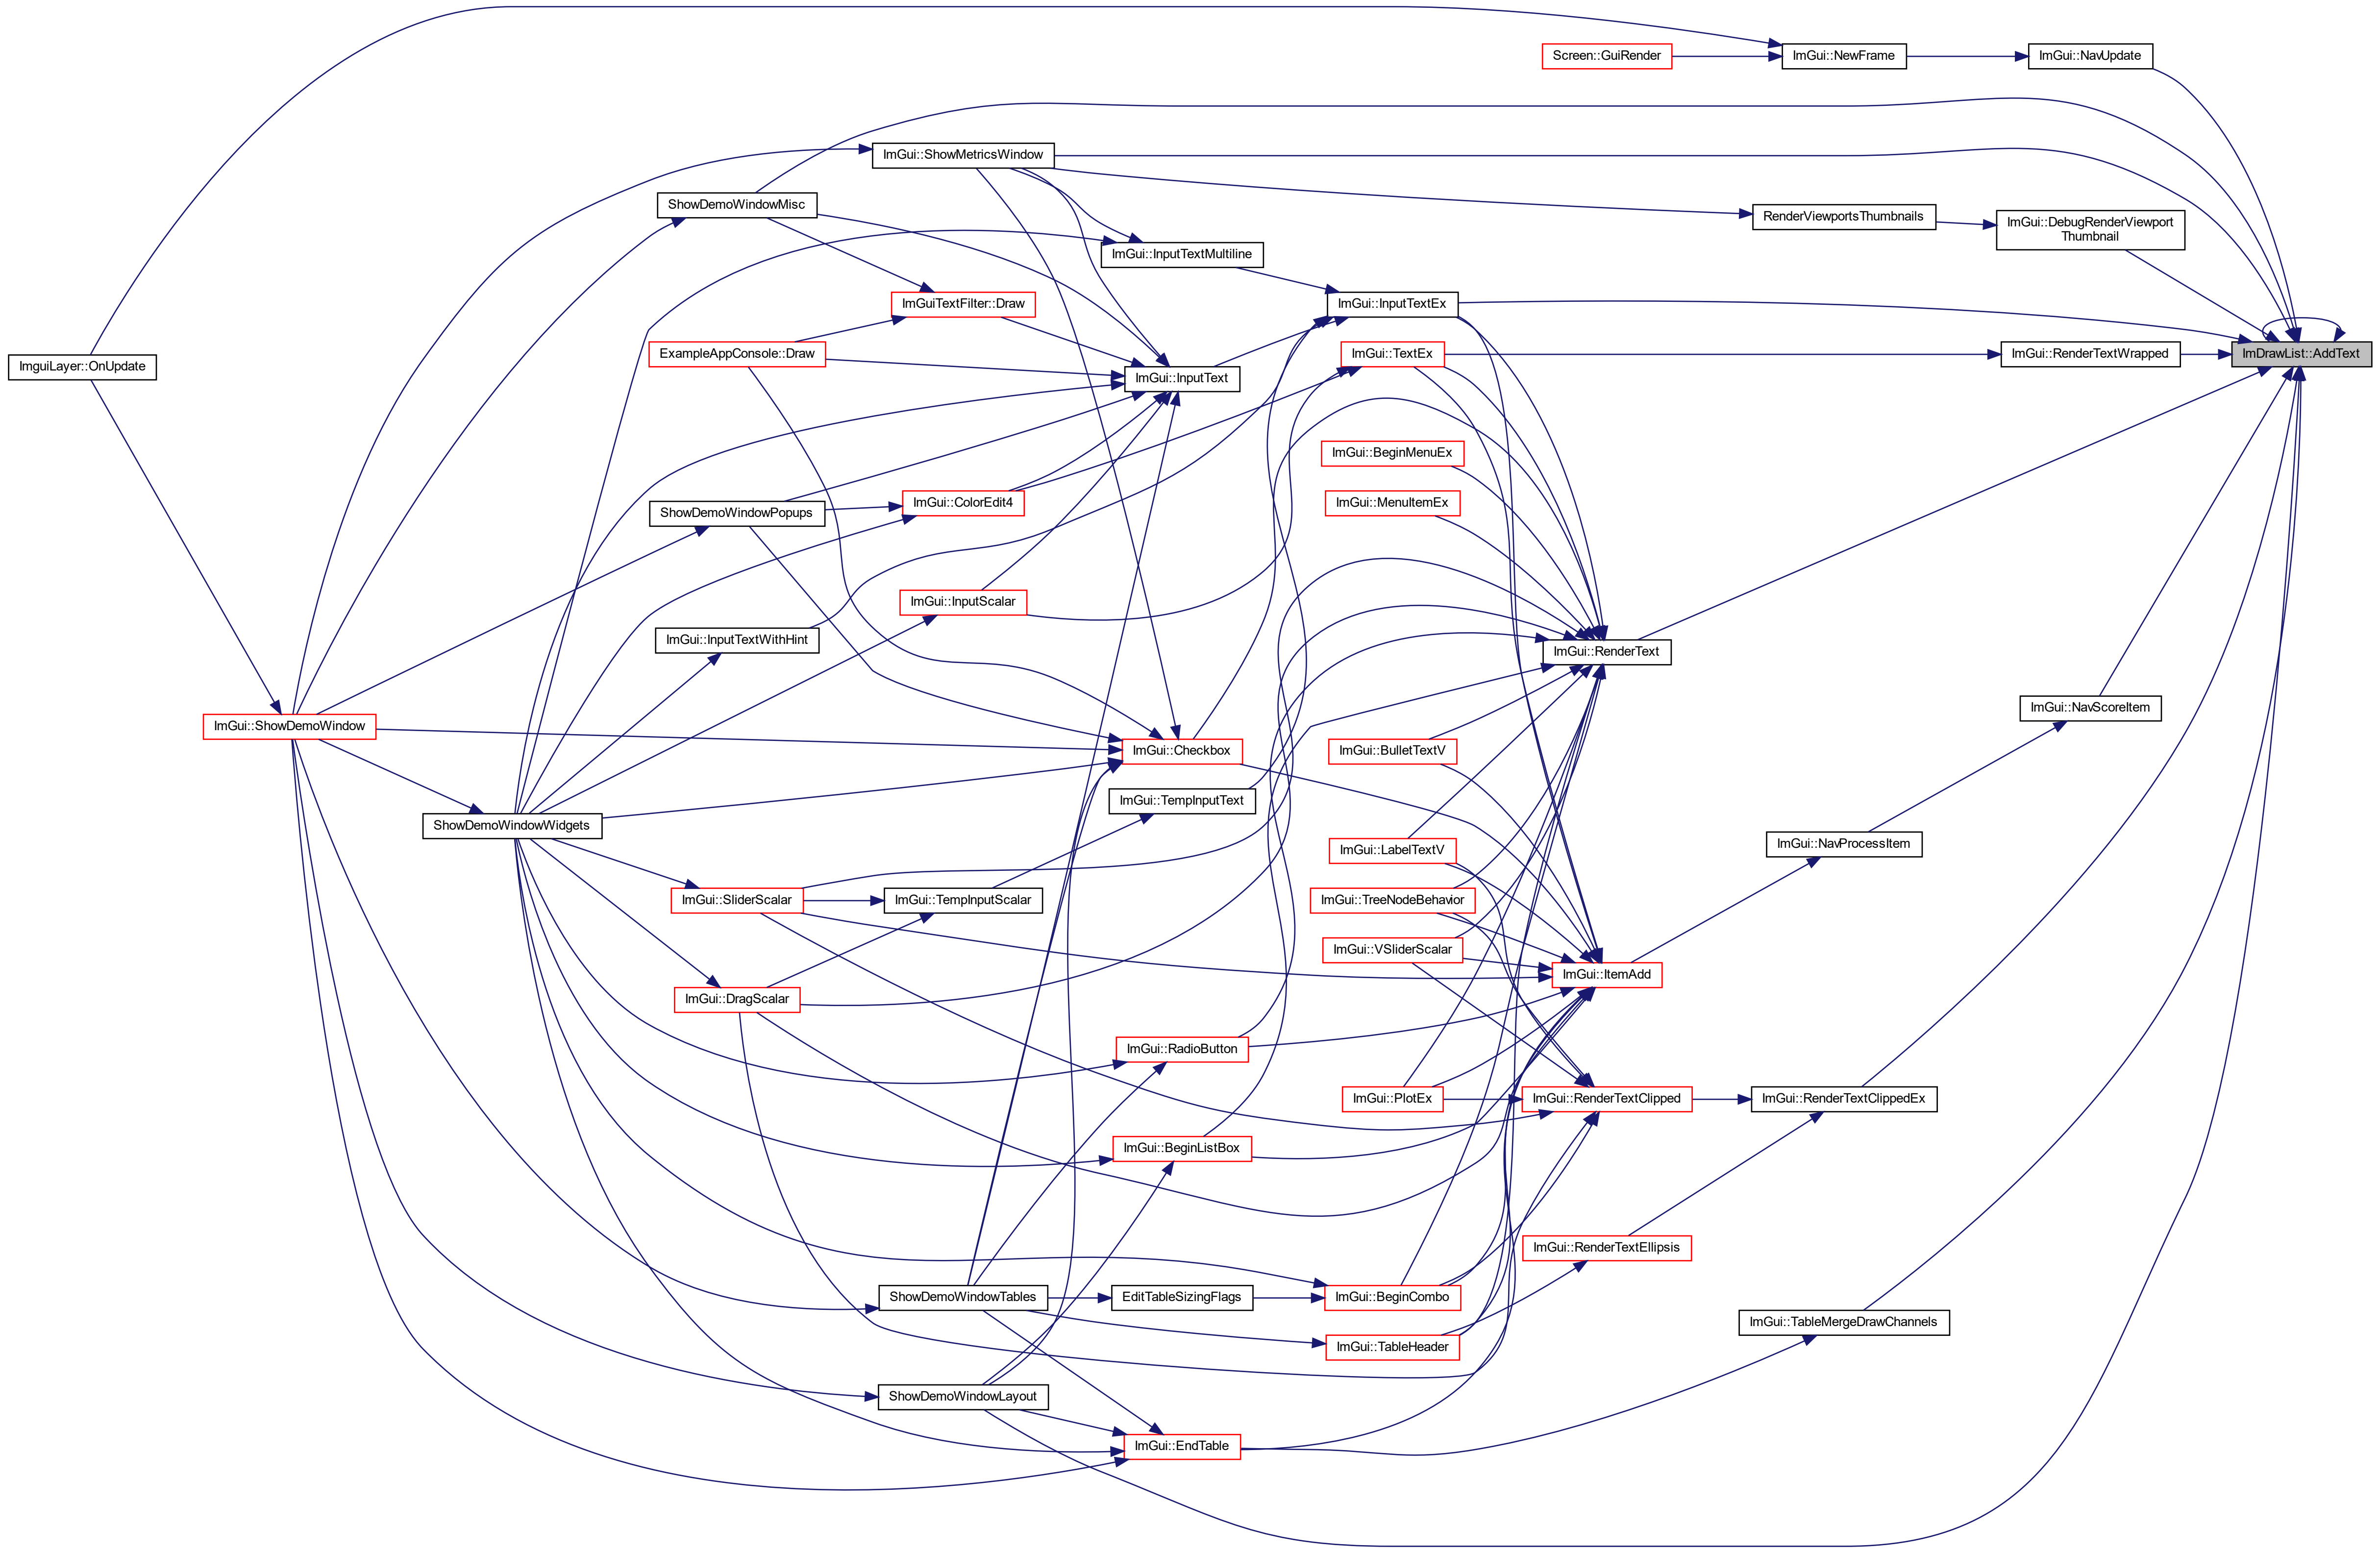 Screen::GuiRender
ImGui::NewFrame
ImGui::NavUpdate
ImGui::ShowMetricsWindow
ShowDemoWindowMisc
RenderViewportsThumbnails
ImGui::DebugRenderViewport
Thumbnail
ImGui::InputTextMultiline
ImGuiTextFilter::Draw
ImGui::InputTextEx
ExampleAppConsole::Draw
ImGui::TextEx
ImGui::RenderTextWrapped
ImDrawList::AddText
ImguiLayer::OnUpdate
ImGui::InputText
ImGui::BeginMenuEx
ImGui::MenuItemEx
ShowDemoWindowPopups
ImGui::ColorEdit4
ImGui::InputScalar
ImGui::InputTextWithHint
ImGui::RenderText
ImGui::NavScoreItem
ImGui::ShowDemoWindow
ImGui::Checkbox
ImGui::BulletTextV
ImGui::TempInputText
ShowDemoWindowWidgets
ImGui::LabelTextV
ImGui::NavProcessItem
ImGui::SliderScalar
ImGui::TempInputScalar
ImGui::TreeNodeBehavior
ImGui::VSliderScalar
ImGui::ItemAdd
ImGui::DragScalar
ImGui::RadioButton
ImGui::PlotEx
ImGui::RenderTextClipped
ImGui::RenderTextClippedEx
ImGui::BeginListBox
ImGui::RenderTextEllipsis
ShowDemoWindowTables
EditTableSizingFlags
ImGui::BeginCombo
ImGui::TableMergeDrawChannels
ImGui::TableHeader
ShowDemoWindowLayout
ImGui::EndTable